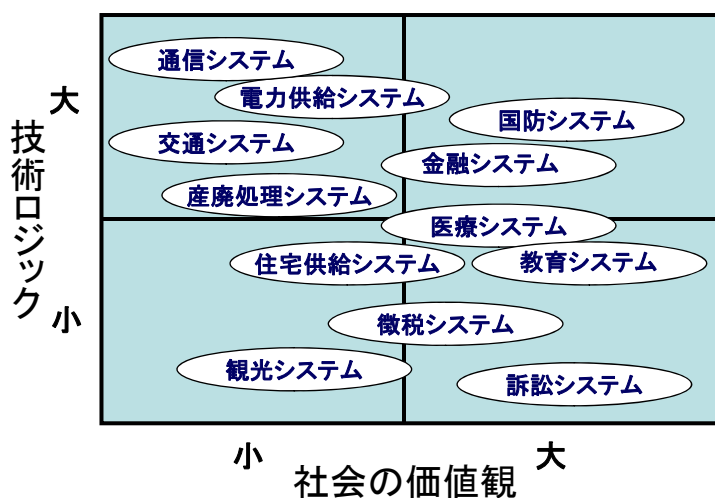 通信システム
電力供給システム
国防システム
交通システム
金融システム
産廃処理システム
医療システム
住宅供給システム
教育システム
徴税システム
観光システム
訴訟システム
大
技術ロジック
小
小
大
社会の価値観